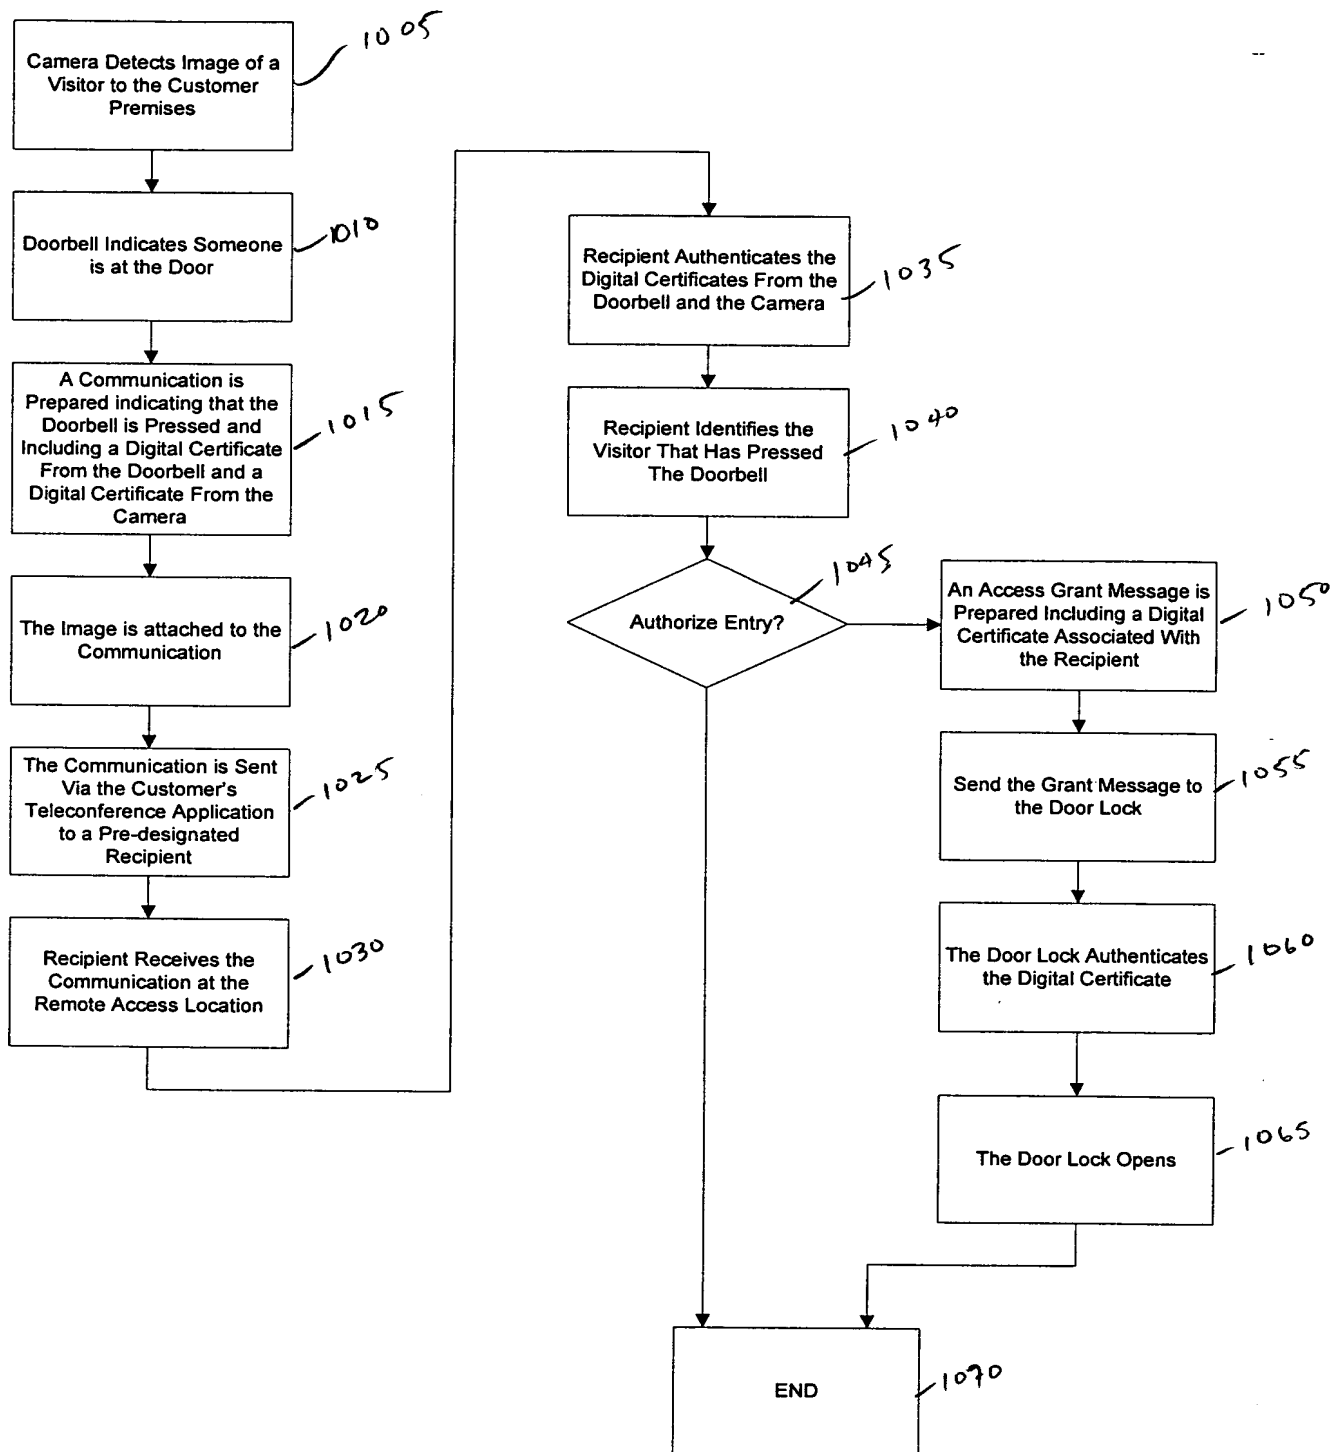 Camera Detects Image of a
Visitor to the Customer
Premises
1005
Doorbell Indicates Someone
is at the Door
1010
A Communication is
Prepared indicating that the
Doorbell is Pressed and
Including a Digital Certificate
From the Doorbell and a
Digital Certificate From the
Camera
1015
The Image is attached to the
Communication
1020
The Communication is Sent
Via the Customer's
Teleconference Application
to a Pre-designated
Recipient
1025
Recipient Receives the
Communication at the
Remote Access Location
1030
Recipient Authenticates the
Digital Certificates From the
Doorbell and the Camera
1035
Recipient Identifies the
Visitor That Has Pressed
The Doorbell
1040
Authorize Entry?
1045
An Access Grant Message is
Prepared Including a Digital
Certificate Associated With
the Recipient
1050
Send the Grant Message to
the Door Lock
1055
The Door Lock Authenticates
the Digital Certificate
1060
The Door Lock Opens
1065
END
1070